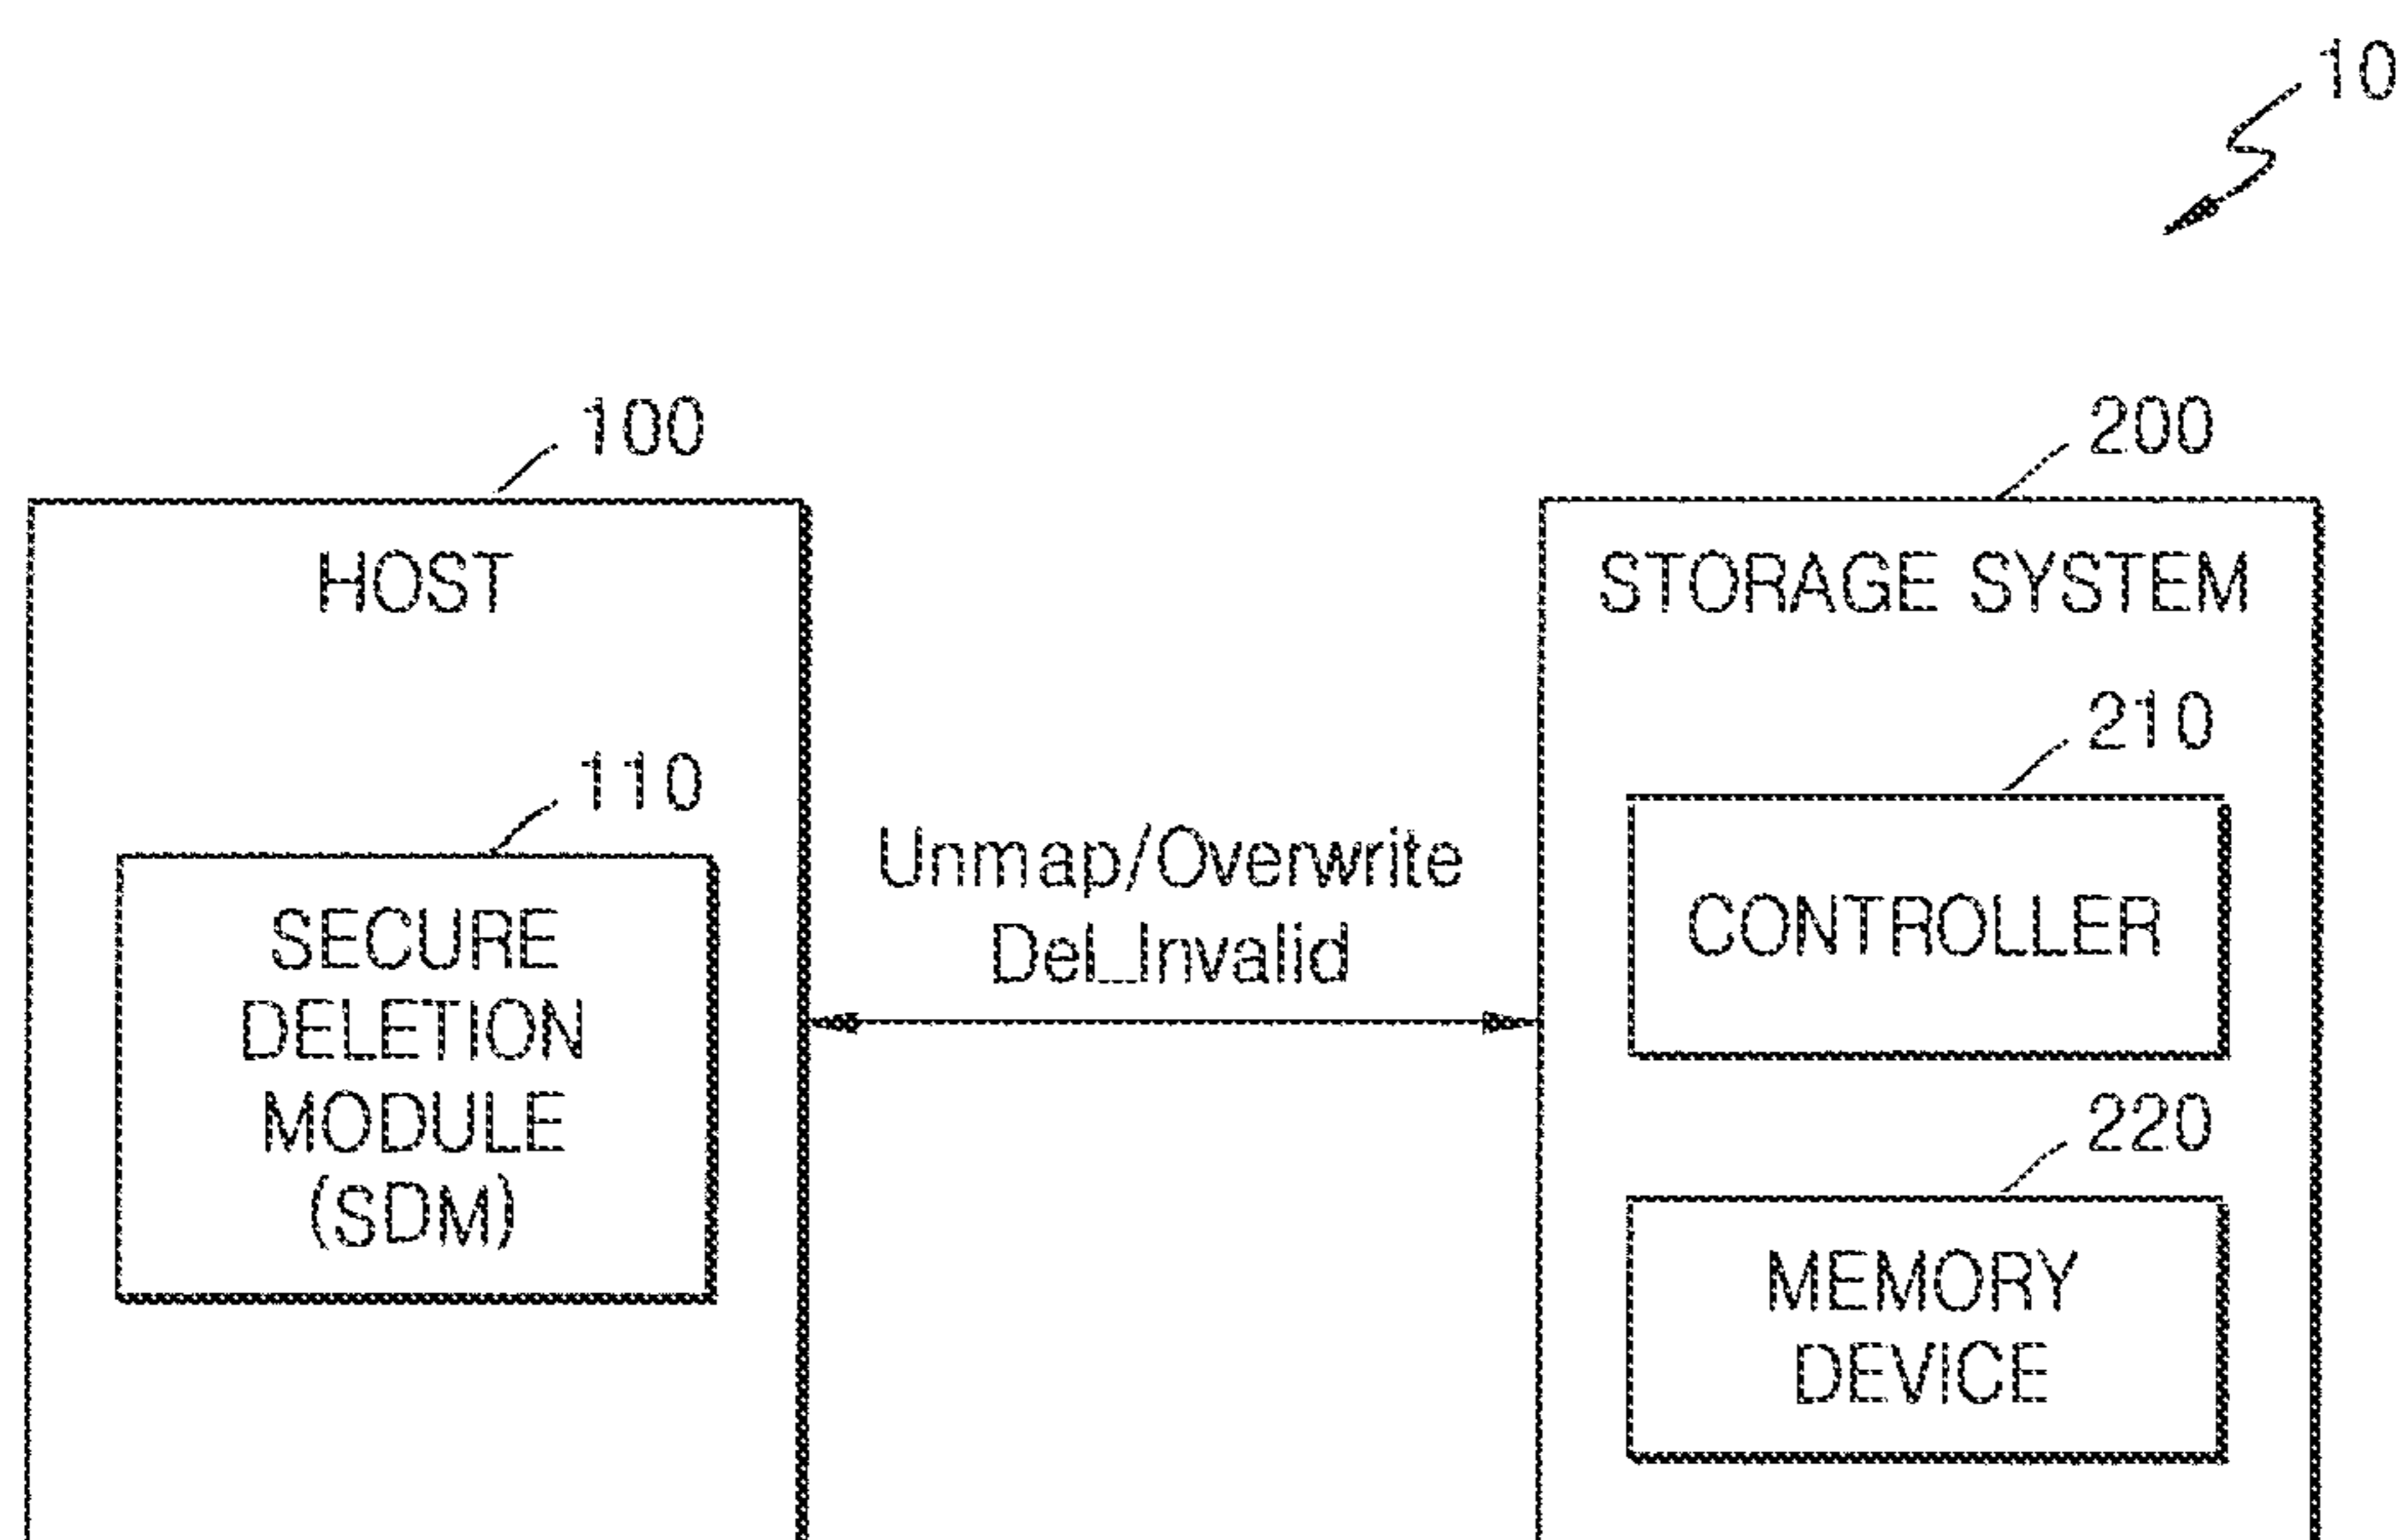 10
100
200
HOST
STORAGE SYSTEM
210
110
Unmap/Overwrite
Del_Invalid
CONTROLLER
SECURE
DELETION
MODULE
(SDM)
220
MEMORY
DEVICE